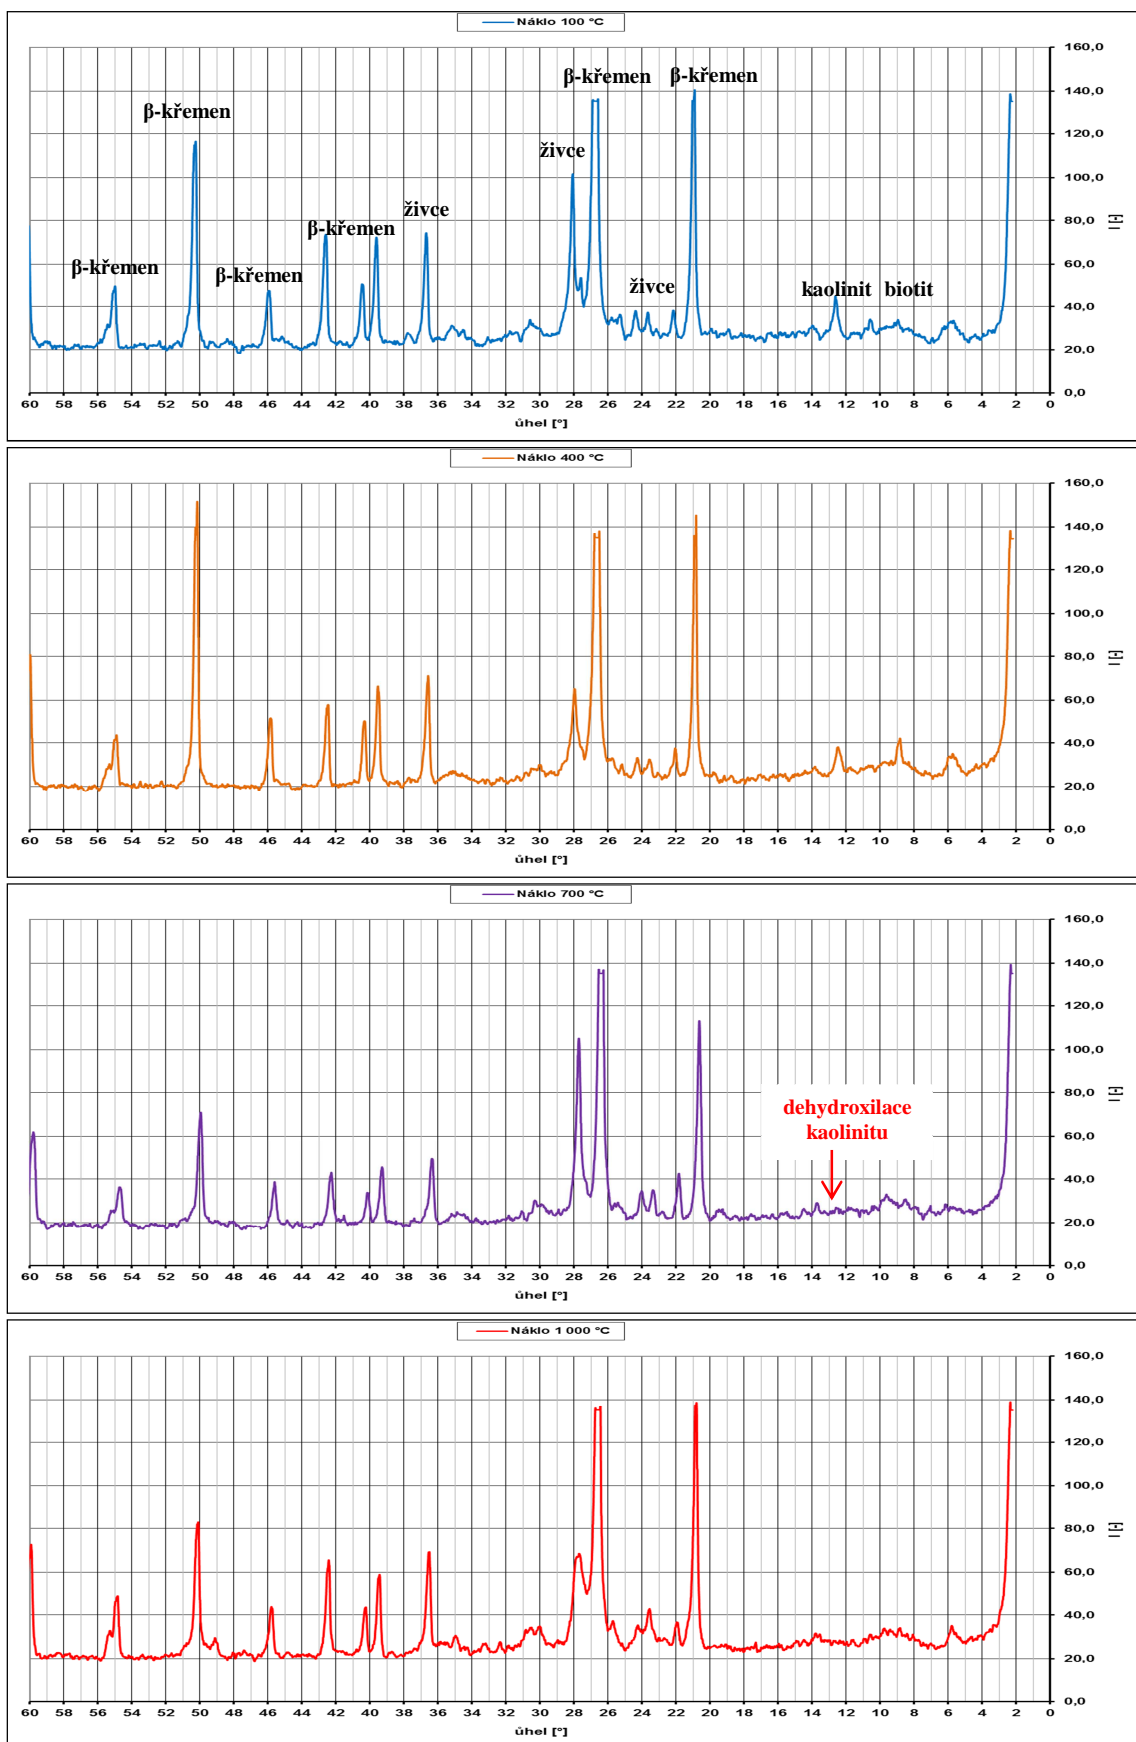 Náklo 100 °C
160,0
β-křemen β-křemen
140,0
β-křemen
120,0
živce
100,0
I [-]
živce
80,0
β-křemen
β-křemen β-křemen
60,0
živce kaolinit biotit
40,0
20,0
0,0
60 58 56 54 52 50 48 46 44 42 40 38 36 34 32 30 28 26 24 22 20 18 16 14 12 10 8 6 4 2 0
úhel [°]
Náklo 400 °C
160,0
140,0
120,0
100,0
I [-]
80,0
60,0
40,0
20,0
0,0
60 58 56 54 52 50 48 46 44 42 40 38 36 34 32 30 28 26 24 22 20 18 16 14 12 10 8 6 4 2 0
úhel [°]
Náklo 700 °C
160,0
140,0
120,0
100,0
I [-]
80,0
dehydroxilace
kaolinitu
60,0
40,0
20,0
0,0
60 58 56 54 52 50 48 46 44 42 40 38 36 34 32 30 28 26 24 22 20 18 16 14 12 10 8 6 4 2 0
úhel [°]
Náklo 1 000 °C
160,0
140,0
120,0
100,0
I [-]
80,0
60,0
40,0
20,0
0,0
60 58 56 54 52 50 48 46 44 42 40 38 36 34 32 30 28 26 24 22 20 18 16 14 12 10 8 6 4 2 0
úhel [°]